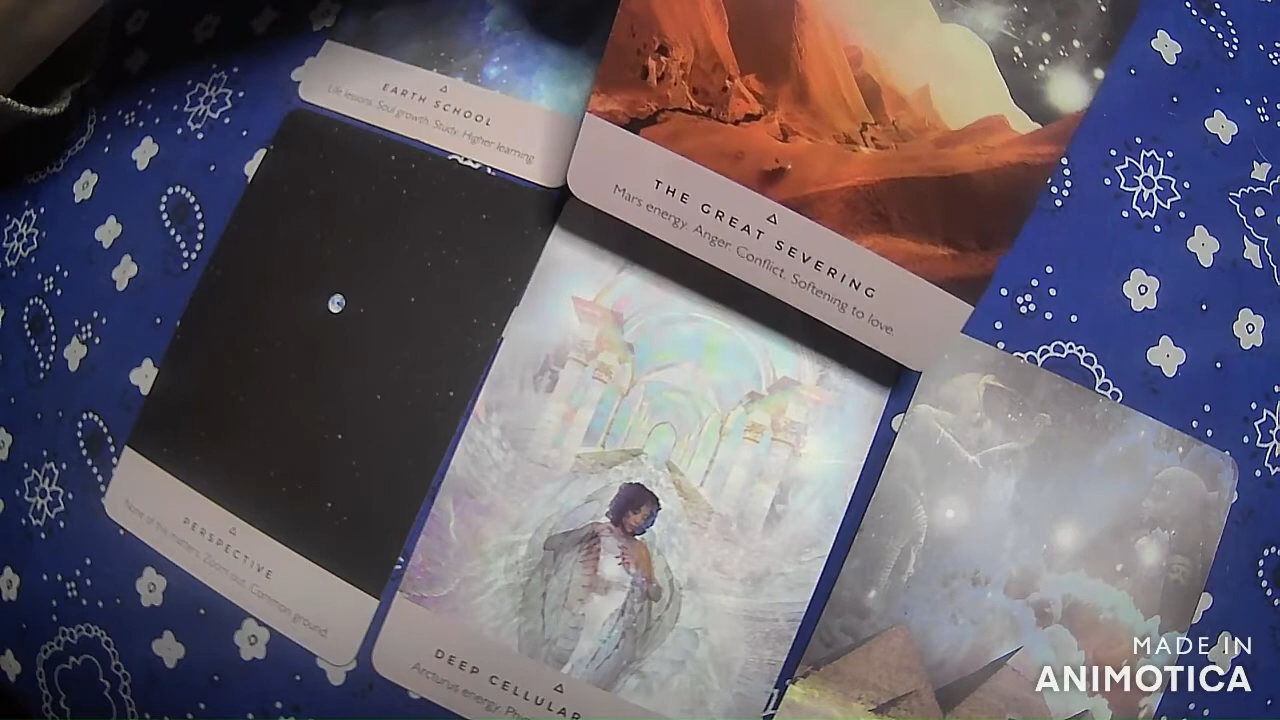 EARTH SCHOOL
Life lessons. Soul growth. Study. Higher learning.
THE GREAT SEVERING
Mars energy. Anger. Conflict. Softening to love.
PERSPECTIVE
None of this matters. Zoom out. Common ground.
DEEP CELLULAR
Arcturus energy.
MADE IN
ANIMOTICA